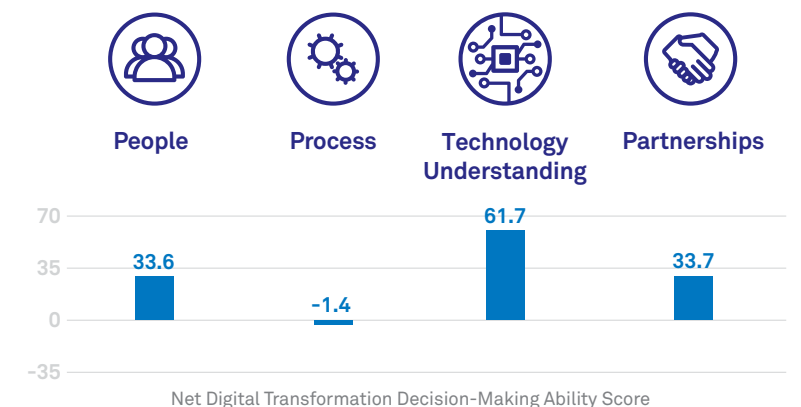 People
Process
Technology
Understanding
Partnerships
70
35
0
-35
33.6
-1.4
61.7
33.7
Net Digital Transformation Decision-Making Ability Score